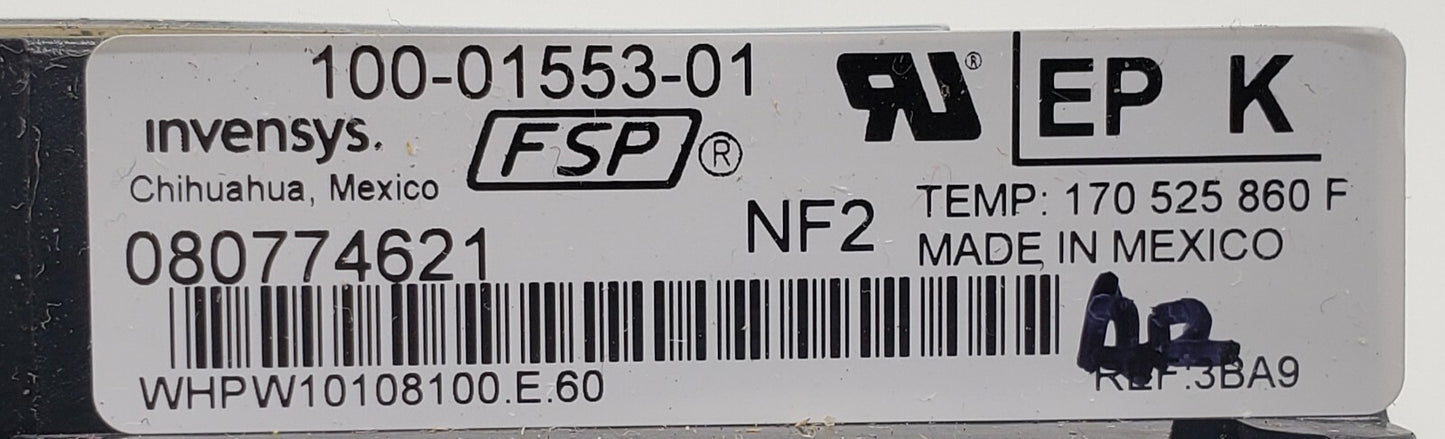 100-01553-01
invensys.
FSP®
Chihuahua, Mexico
080774621
NF2
RU® EP K
TEMP: 170 525 860 F
MADE IN MEXICO
WHPW10108100.E.60
REF:3BA9